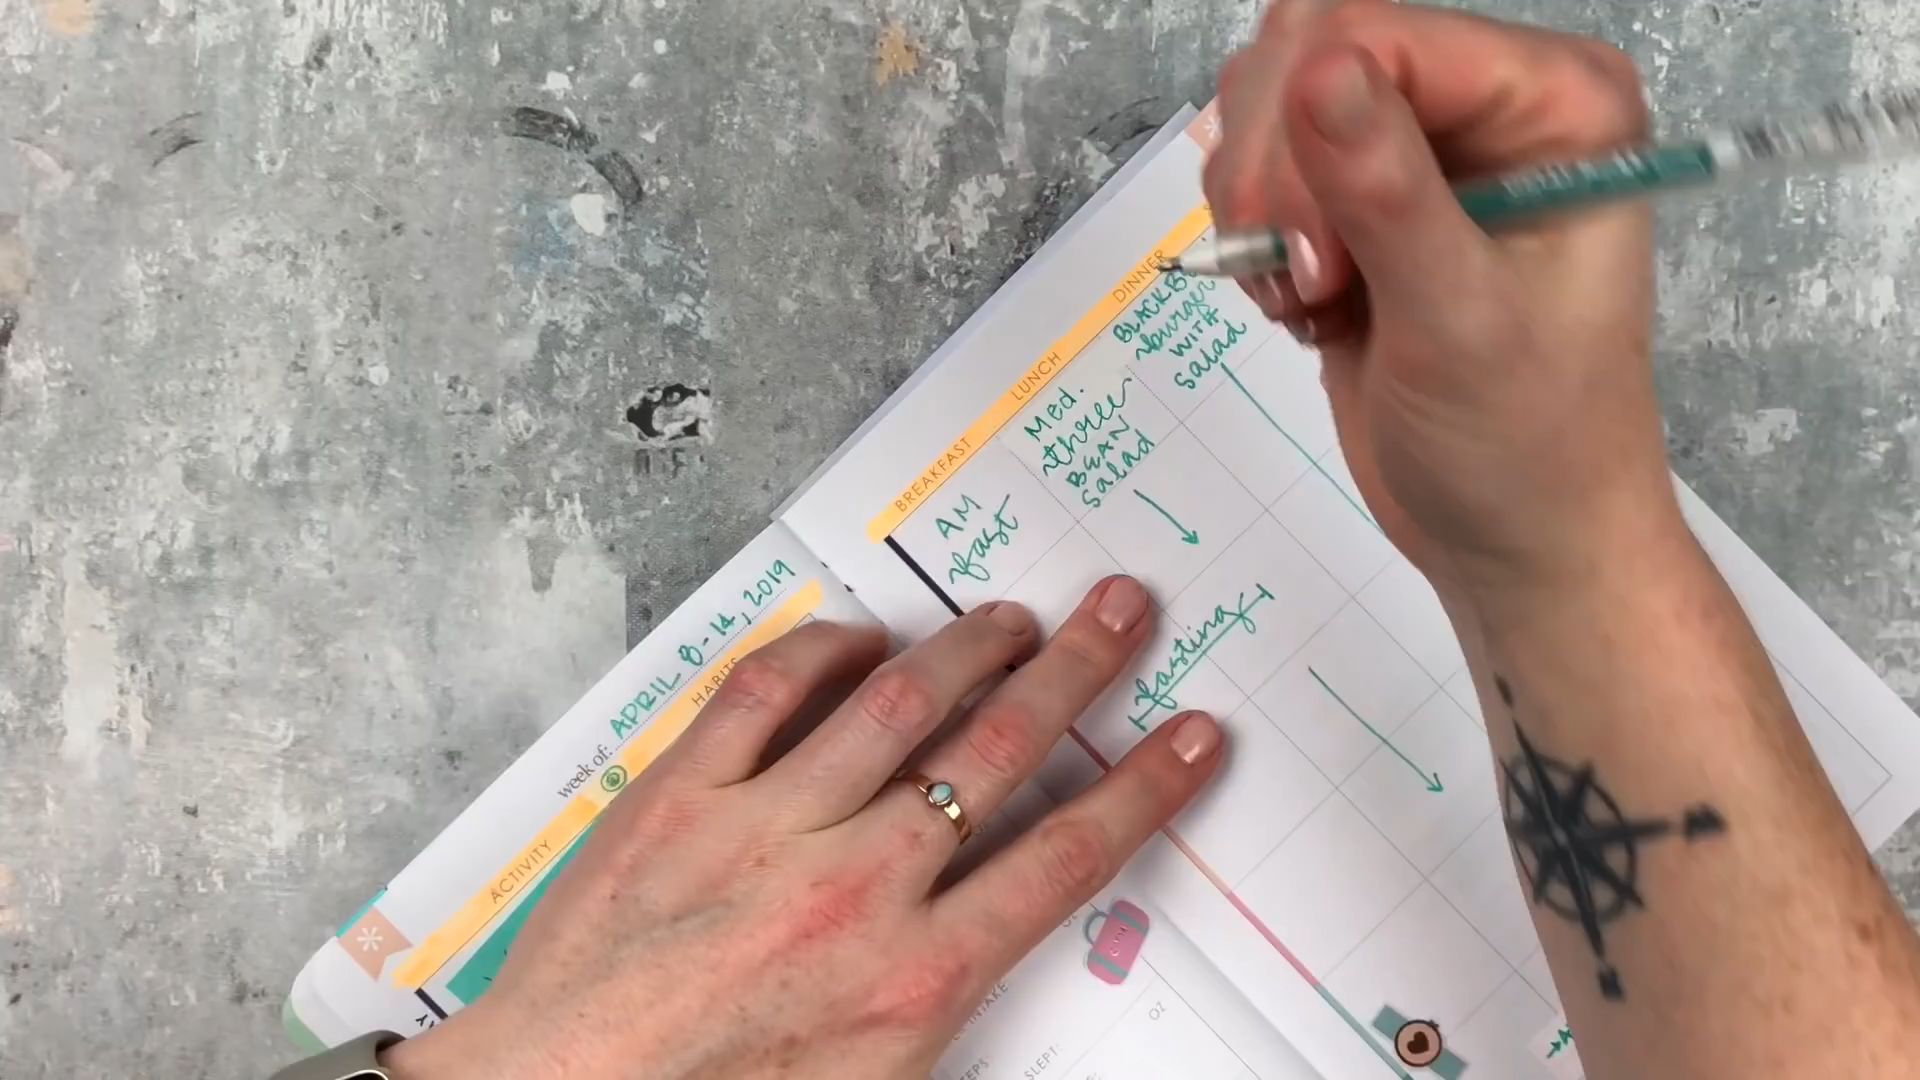 week of: APRIL 8-14, 2019
ACTIVITY
HABITS
BREAKFAST
LUNCH
DINNER
AM
fast
Med.
three
BEAN
salad
burger
WITH
salad
fasting
INTAKE
OZ
SLEPT: